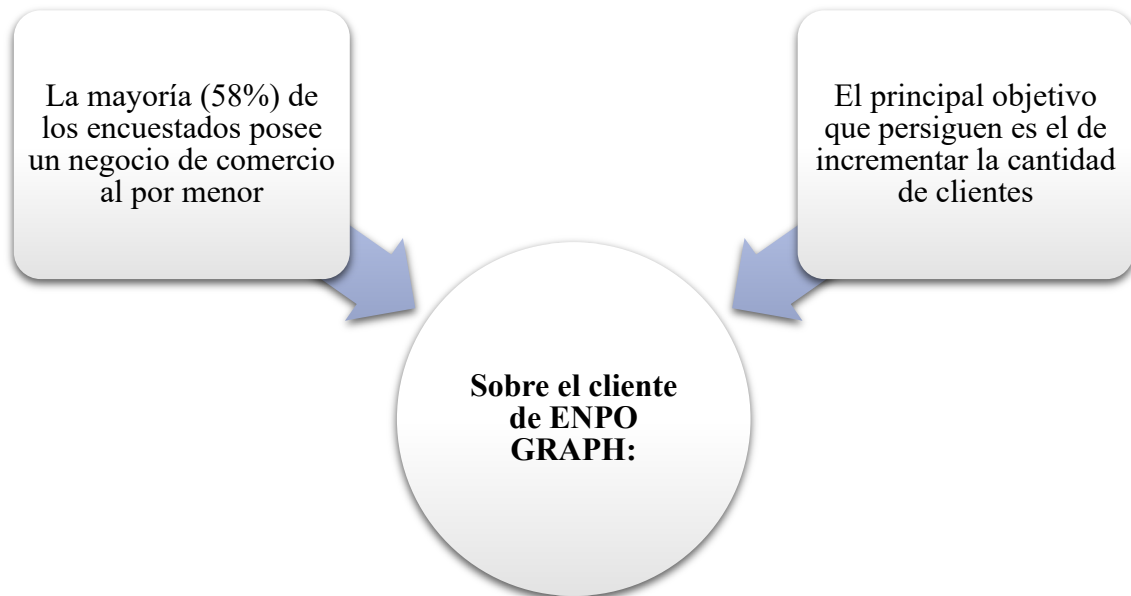 La mayoría (58%) de
los encuestados posee
un negocio de comercio
al por menor
El principal objetivo
que persiguen es el de
incrementar la cantidad
de clientes
Sobre el cliente
de ENPO
GRAPH: